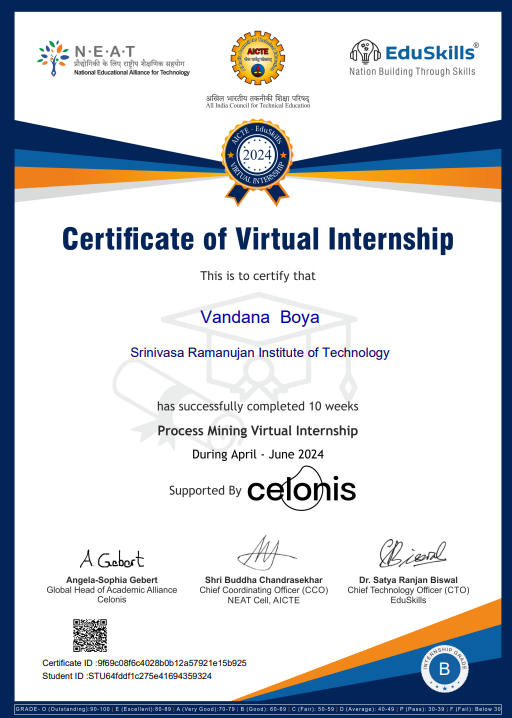 N·E·A·T
प्रौद्योगिकी के लिए राष्ट्रीय शैक्षणिक सहयोग
National Educational Alliance for Technology
AICTE
अखिल भारतीय तकनीकी शिक्षा परिषद्
All India Council for Technical Education
EduSkills®
Nation Building Through Skills
AICTE - EduSkills
2024
VIRTUAL INTERNSHIP
Certificate of Virtual Internship
This is to certify that
Vandana Boya
Srinivasa Ramanujan Institute of Technology
has successfully completed 10 weeks
Process Mining Virtual Internship
During April - June 2024
Supported By celonis
A Gebert
Angela-Sophia Gebert
Global Head of Academic Alliance
Celonis
Shri Buddha Chandrasekhar
Chief Coordinating Officer (CCO)
NEAT Cell, AICTE
Dr. Satya Ranjan Biswal
Chief Technology Officer (CTO)
EduSkills
Certificate ID :9f69c08f6c4028b0b12a57921e15b925
Student ID :STU64fddf1c275e41694359324
INTERNSHIP GRADE
B
GRADE- O (Outstanding):90-100 | E (Excellent):80-89 | A (Very Good):70-79 | B (Good): 60-69 | C (Fair): 50-59 | D (Average): 40-49 | P (Pass): 30-39 | F (Fail): Below 30